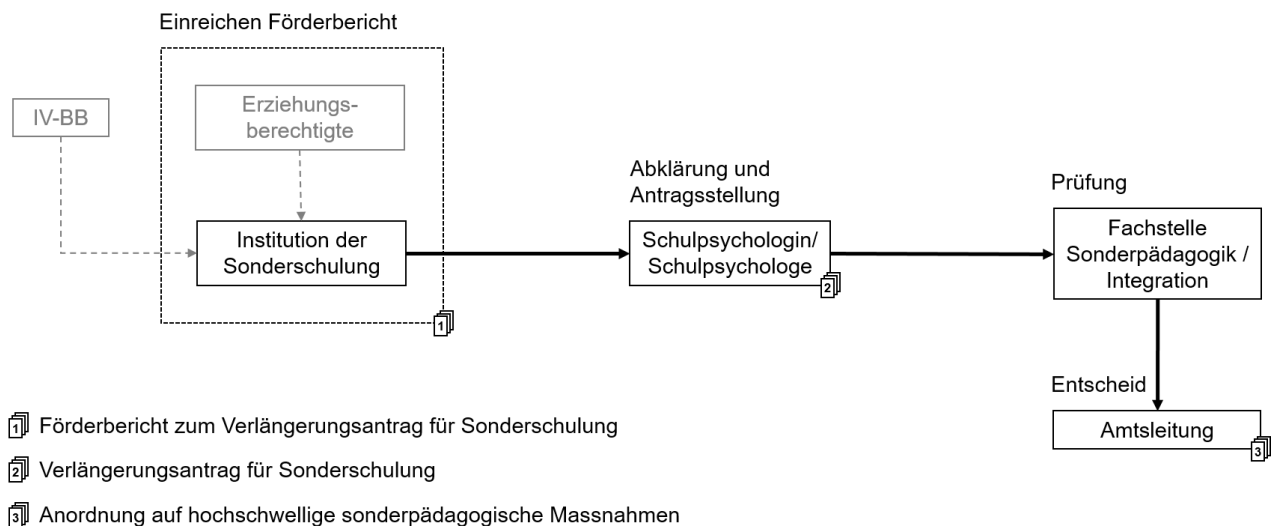 Einreichen Förderbericht
IV-BB
Erziehungs-
berechtigte
Institution der
Sonderschulung
1
Abklärung und
Antragsstellung
Schulpsychologin/
Schulpsychologe
2
Prüfung
Fachstelle
Sonderpädagogik /
Integration
Entscheid
Amtsleitung
3
1 Förderbericht zum Verlängerungsantrag für Sonderschulung
2 Verlängerungsantrag für Sonderschulung
3 Anordnung auf hochschwellige sonderpädagogische Massnahmen